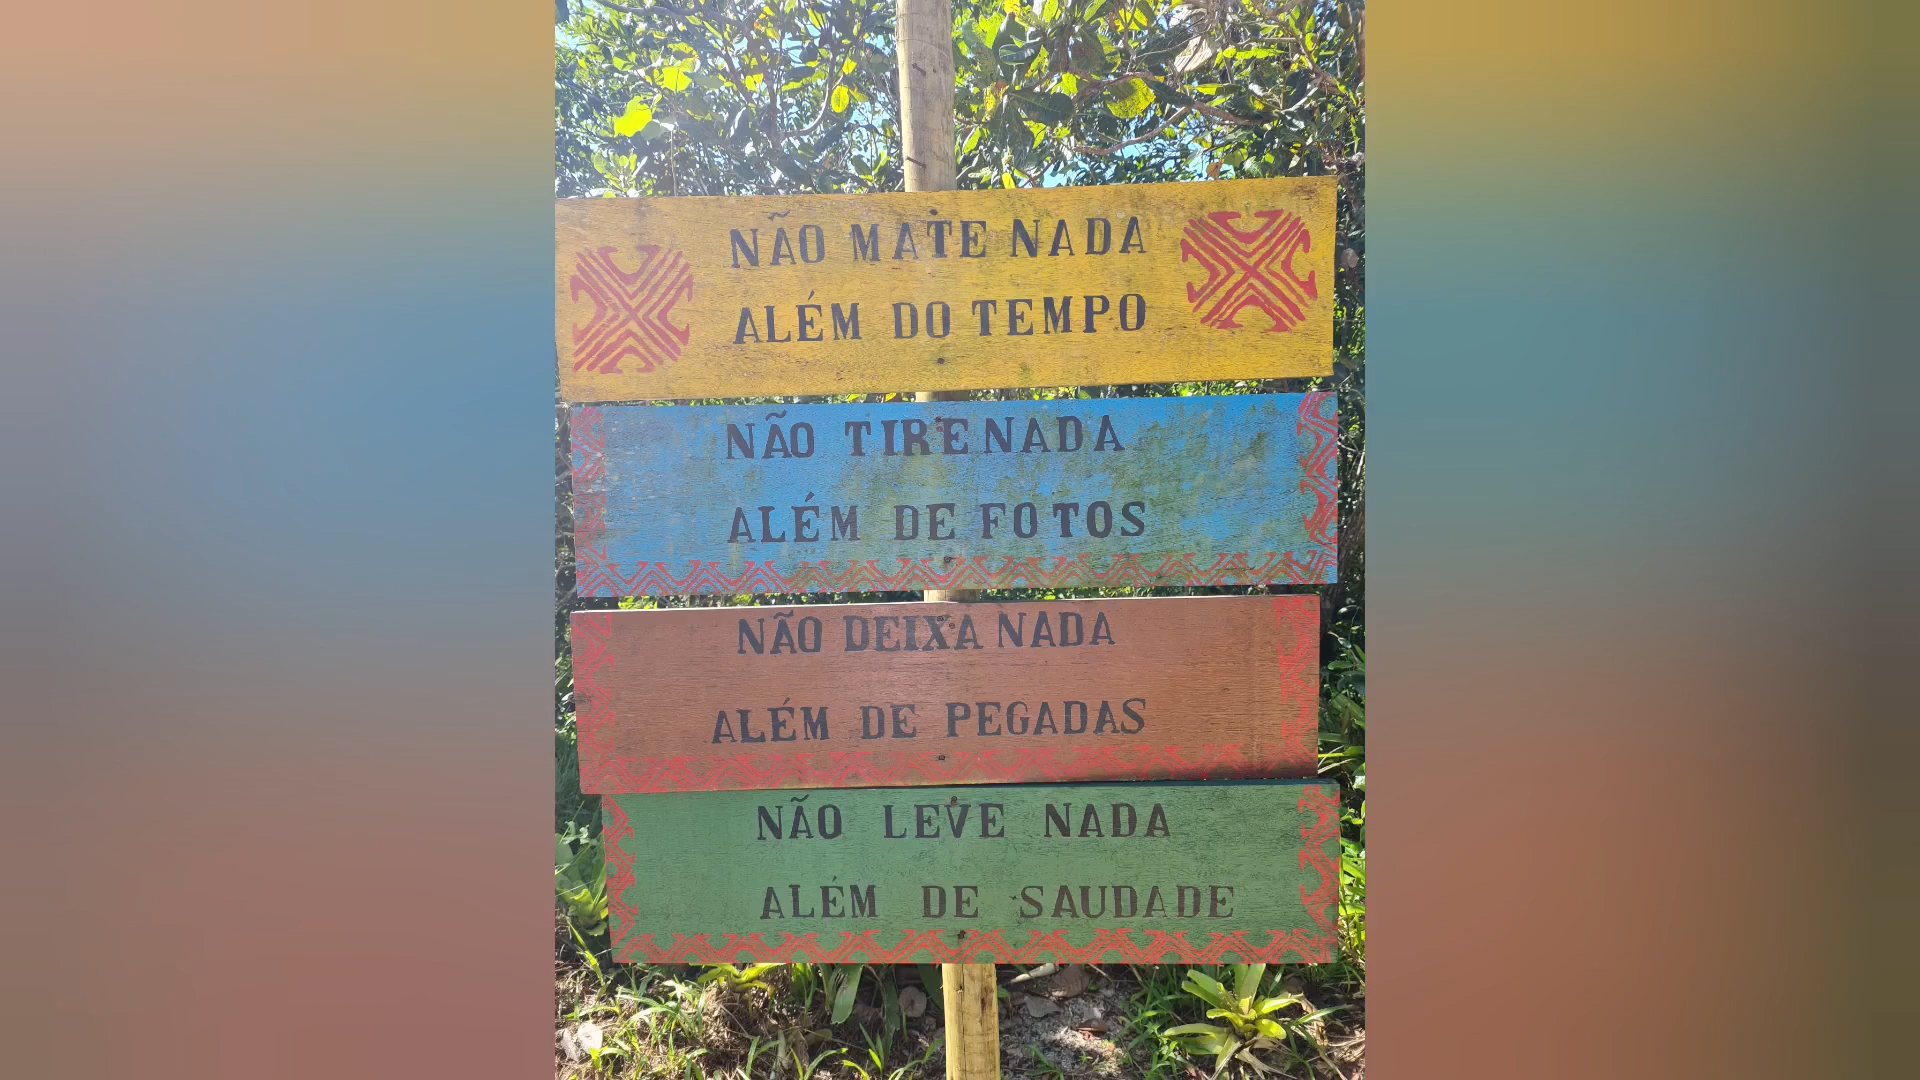 NÃO MATE NADA
ALÉM DO TEMPO
NÃO TIRE NADA
ALÉM DE FOTOS
NÃO DEIXA NADA
ALÉM DE PEGADAS
NÃO LEVE NADA
ALÉM DE SAUDADE